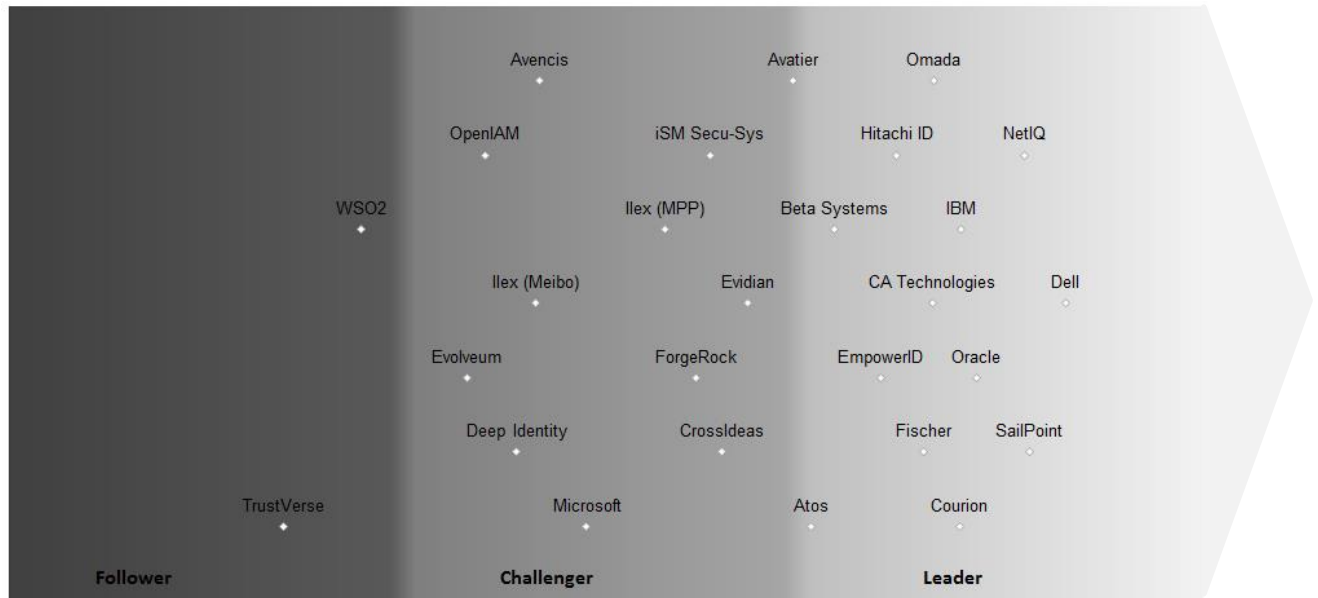 Avencis Avatier Omada
OpenIAM iSM Secu-Sys Hitachi ID NetIQ
WSO2 Ilex (MPP) Beta Systems IBM
Ilex (Meibo) Evidian CA Technologies Dell
Evolveum ForgeRock EmpowerID Oracle
Deep Identity CrossIdeas Fischer SailPoint
TrustVerse Microsoft Atos Courion
Follower Challenger Leader